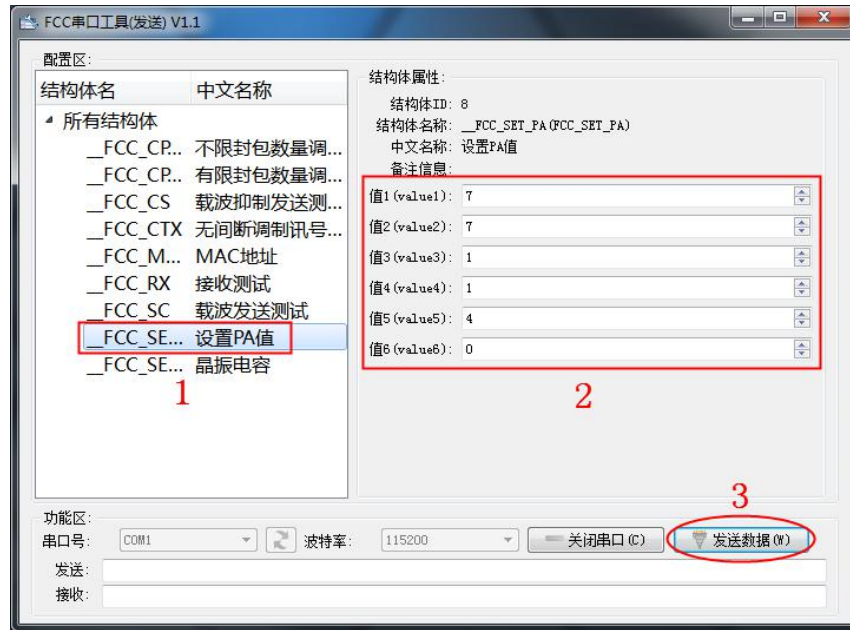 FCC串口工具(发送) V1.1
配置区:
结构体名 中文名称
所有结构体
__FCC_CP... 不限封包数量调...
__FCC_CP... 有限封包数量调...
__FCC_CS 载波抑制发送测...
__FCC_CTX 无间断调制讯号...
__FCC_M... MAC地址
__FCC_RX 接收测试
__FCC_SC 载波发送测试
__FCC_SE... 设置PA值
__FCC_SE... 晶振电容
1
结构体属性:
结构体ID: 8
结构体名称: __FCC_SET_PA(FCC_SET_PA)
中文名称: 设置PA值
备注信息:
值1(value1): 7
值2(value2): 7
值3(value3): 1
值4(value4): 1
值5(value5): 4
值6(value6): 0
2
3
功能区:
串口号: COM1 波特率: 115200 关闭串口(C) 发送数据(W)
发送:
接收: